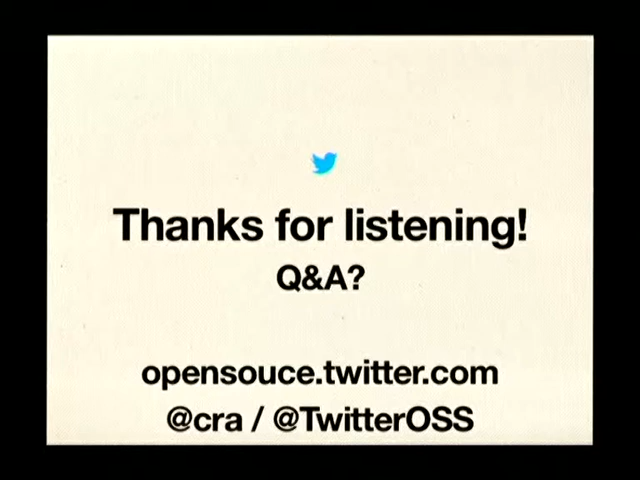 Thanks for listening!
Q&A?
opensouce.twitter.com
@cra / @TwitterOSS